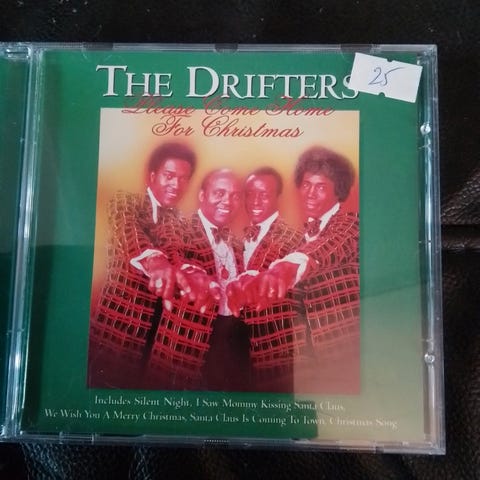 THE DRIFTERS
25
Please Come Home
For Christmas
Includes Silent Night, I Saw Mommy Kissing Santa Claus,
We Wish You A Merry Christmas, Santa Claus Is Coming To Town, Christmas Song